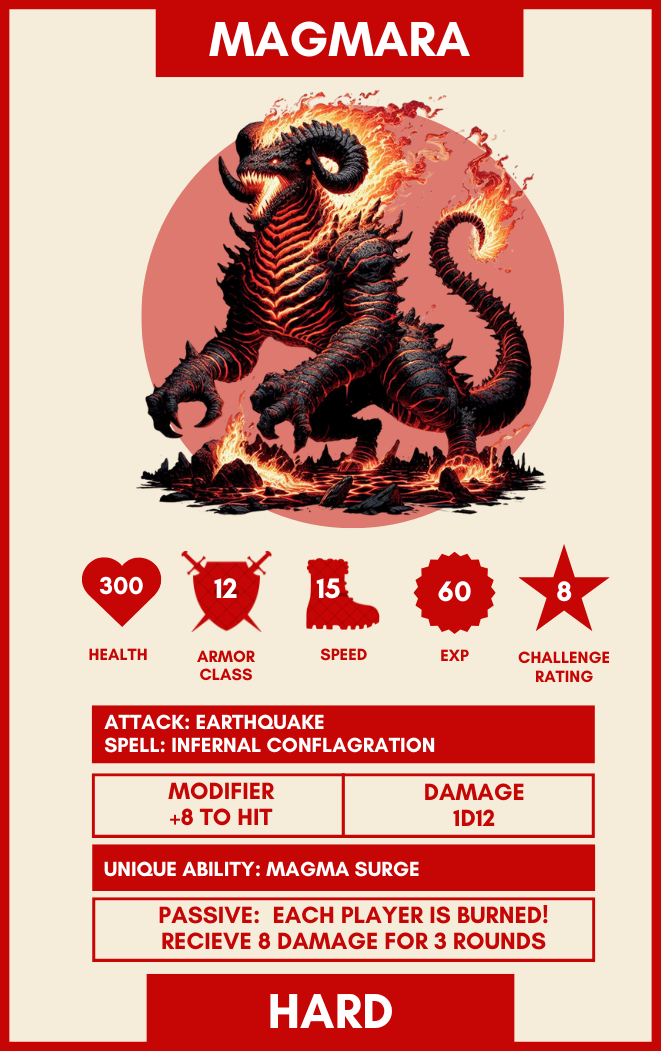 MAGMARA
300
12
15
60
8
HEALTH
ARMOR
CLASS
SPEED
EXP
CHALLENGE
RATING
ATTACK: EARTHQUAKE
SPELL: INFERNAL CONFLAGRATION
MODIFIER
+8 TO HIT
DAMAGE
1D12
UNIQUE ABILITY: MAGMA SURGE
PASSIVE: EACH PLAYER IS BURNED!
RECIEVE 8 DAMAGE FOR 3 ROUNDS
HARD